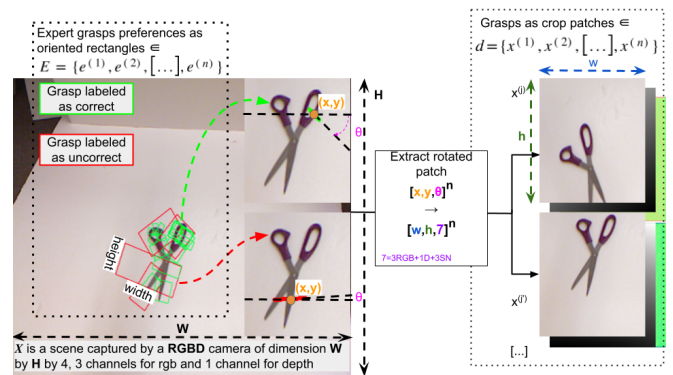 Expert grasps preferences as
oriented rectangles ∈
E = {e⁽¹⁾, e⁽²⁾, […], e⁽ⁿ⁾}
Grasp labeled
as correct
Grasp labeled
as uncorrect
height
width
(x,y)
θ
(x,y)
θ
H
W
X is a scene captured by a RGBD camera of dimension W
by H by 4, 3 channels for rgb and 1 channel for depth
Extract rotated
patch
[x,y,θ]ⁿ
→
[w,h,7]ⁿ
7=3RGB+1D+3SN
Grasps as crop patches ∈
d = {x⁽¹⁾, x⁽²⁾, […], x⁽ⁿ⁾}
w
x⁽ʲ⁾
h
x⁽ʲ'⁾
[...]